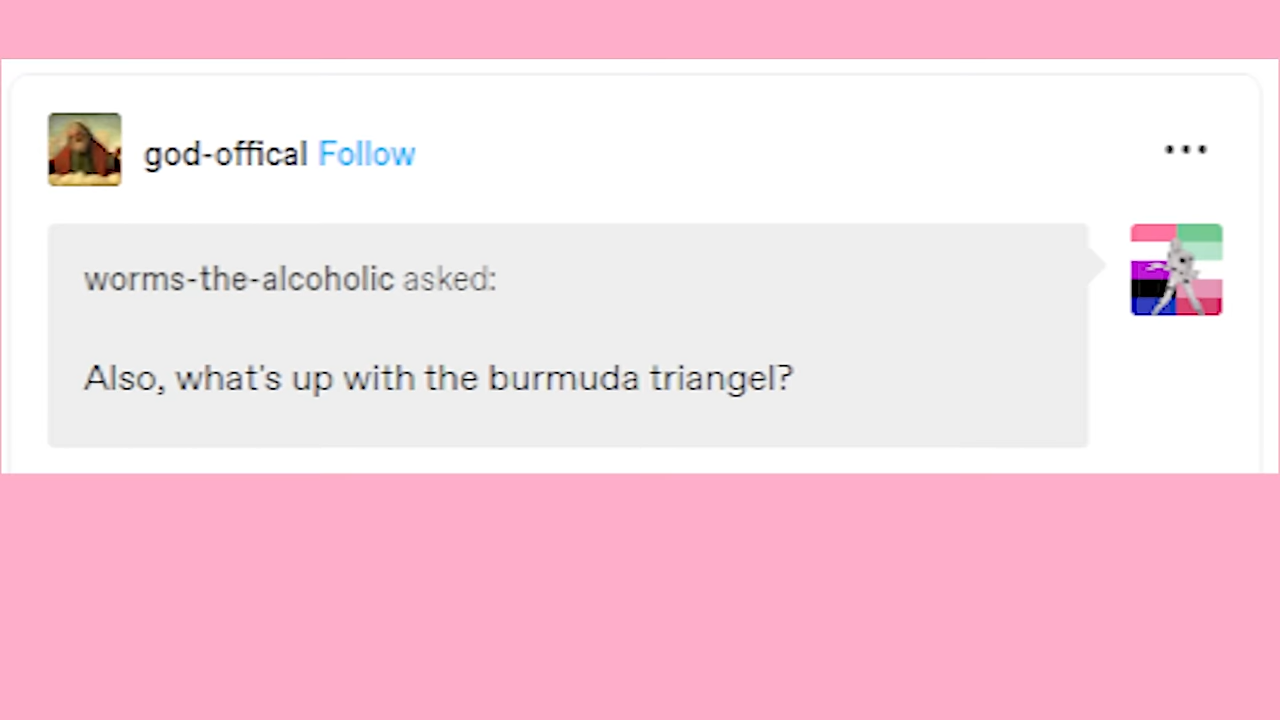 god-offical Follow
worms-the-alcoholic asked:
Also, what's up with the burmuda triangel?